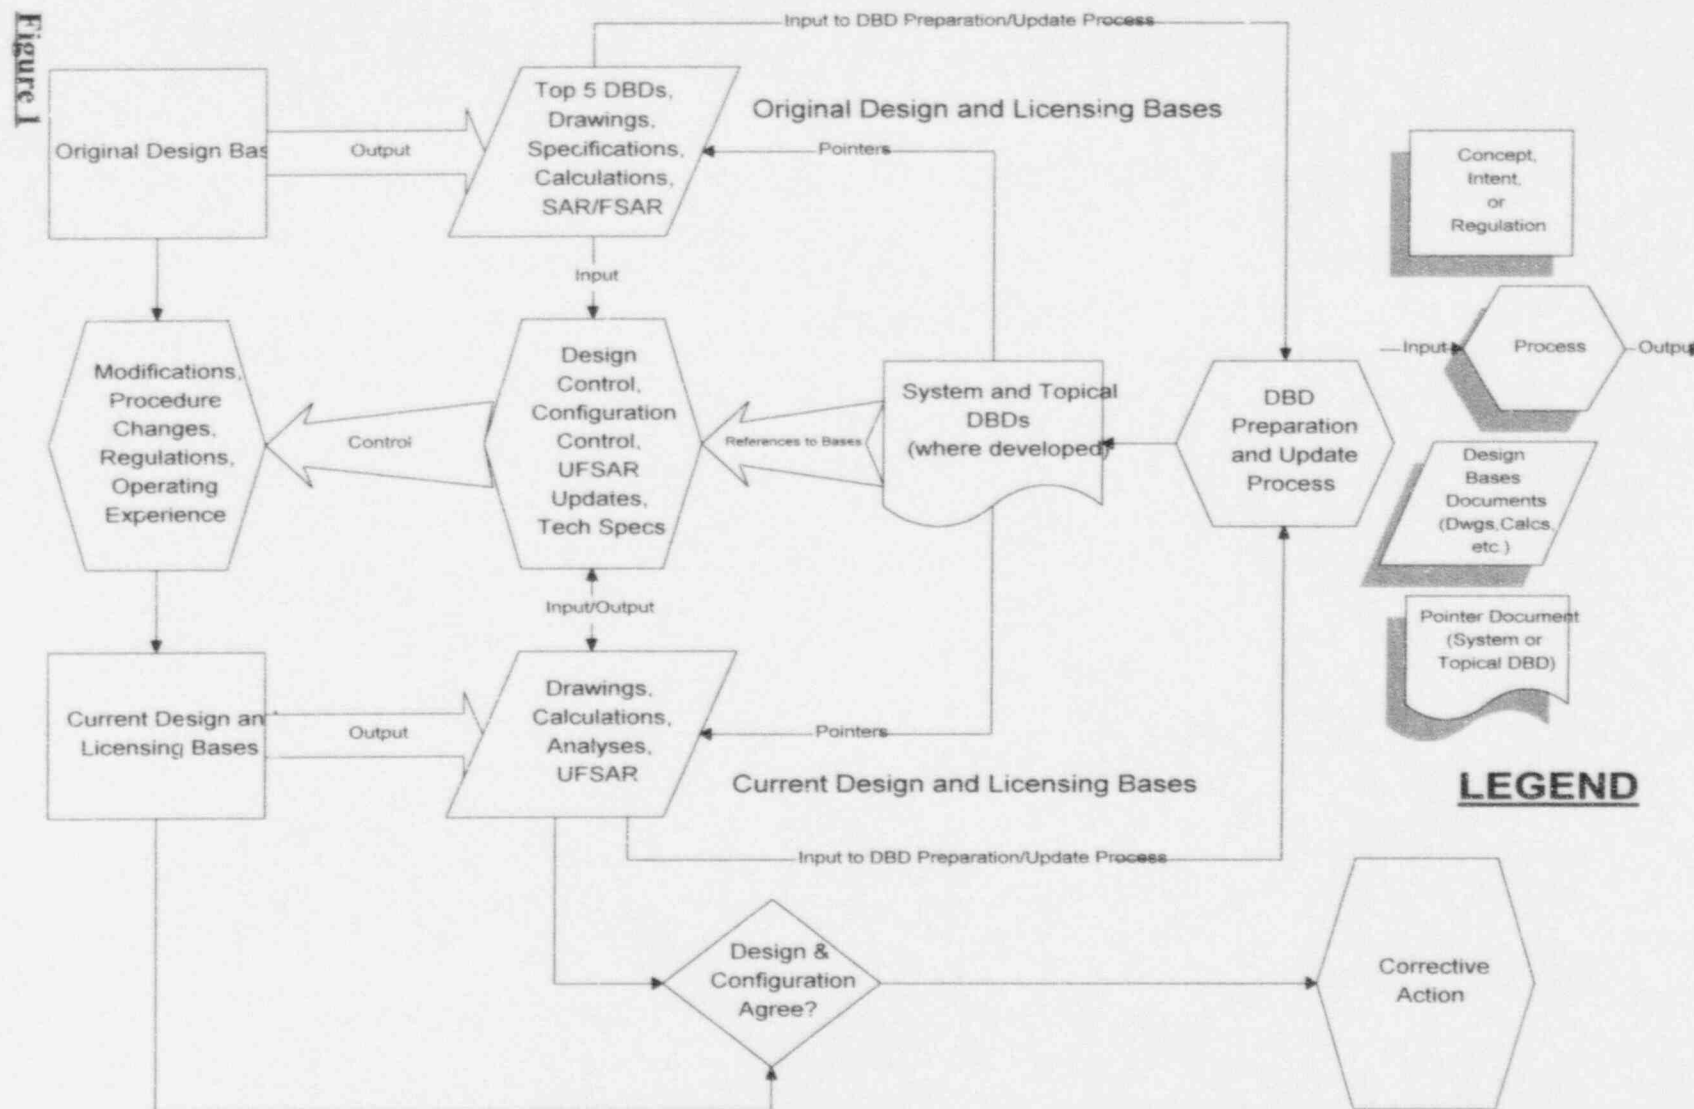 Figure 1
Input to DBD Preparation/Update Process
Original Design Bas
Output
Top 5 DBDs,
Drawings,
Specifications,
Calculations,
SAR/FSAR
Original Design and Licensing Bases
Pointers
Input
Modifications,
Procedure
Changes,
Regulations,
Operating
Experience
Control
Design
Control,
Configuration
Control,
UFSAR
Updates,
Tech Specs
References to Bases
System and Topical
DBDs
(where developed)
DBD
Preparation
and Update
Process
Input/Output
Current Design an
Licensing Bases
Output
Drawings,
Calculations,
Analyses,
UFSAR
Pointers
Current Design and Licensing Bases
Input to DBD Preparation/Update Process
Design &
Configuration
Agree?
Corrective
Action
Concept,
Intent,
or
Regulation
Input
Process
Output
Design
Bases
Documents
(Dwgs,Calcs,
etc.)
Pointer Document
(System or
Topical DBD)
LEGEND